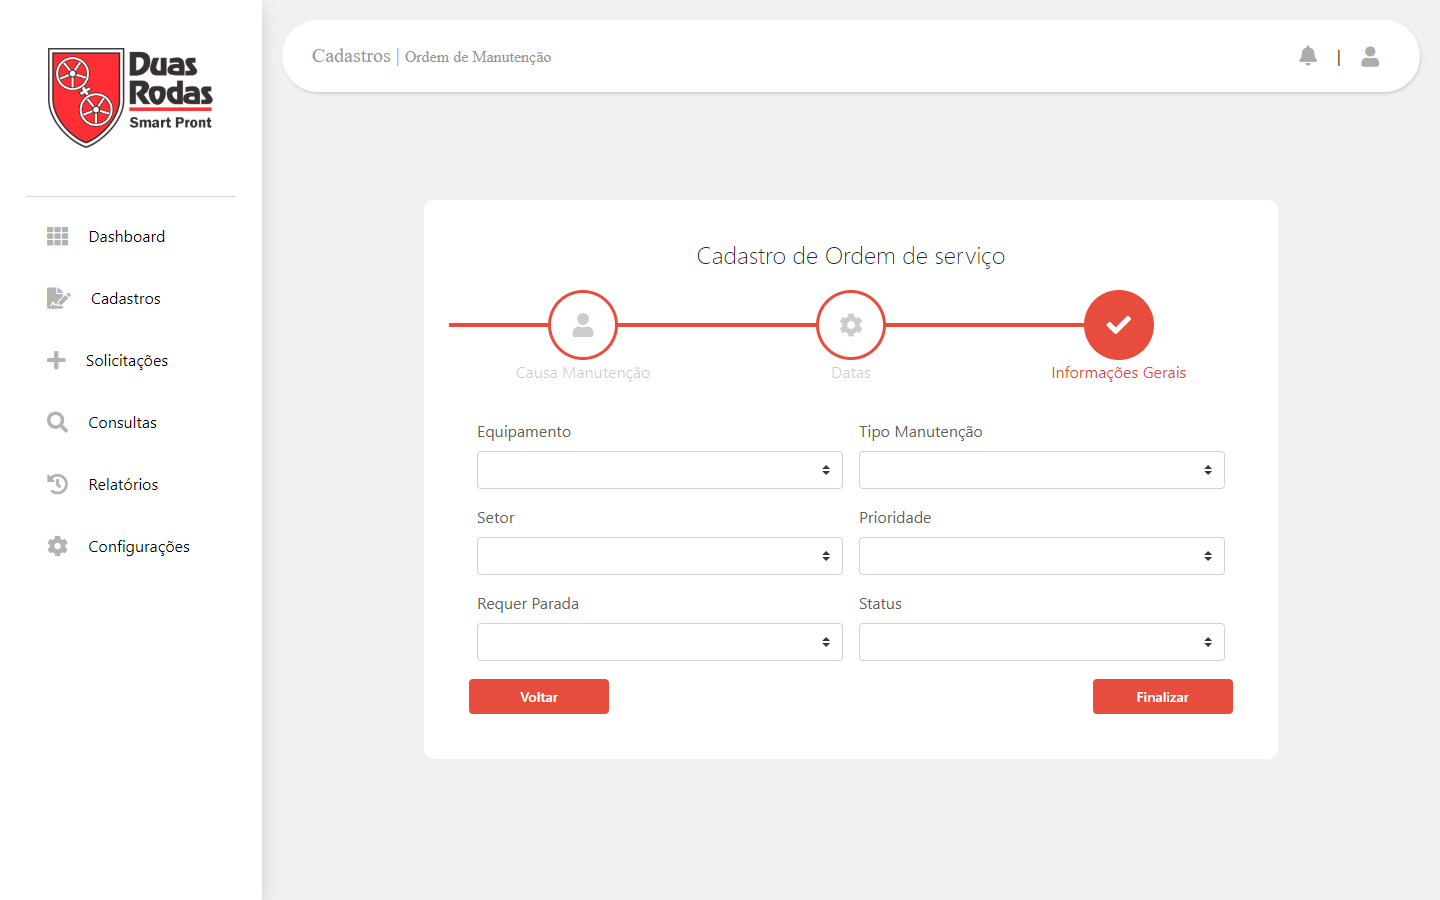 Duas
Rodas
Smart Pront
Cadastros | Ordem de Manutenção
|
Dashboard
Cadastros
Solicitações
Consultas
Relatórios
Configurações
Cadastro de Ordem de serviço
Causa Manutenção
Datas
Informações Gerais
Equipamento
Tipo Manutenção
Setor
Prioridade
Requer Parada
Status
Voltar
Finalizar